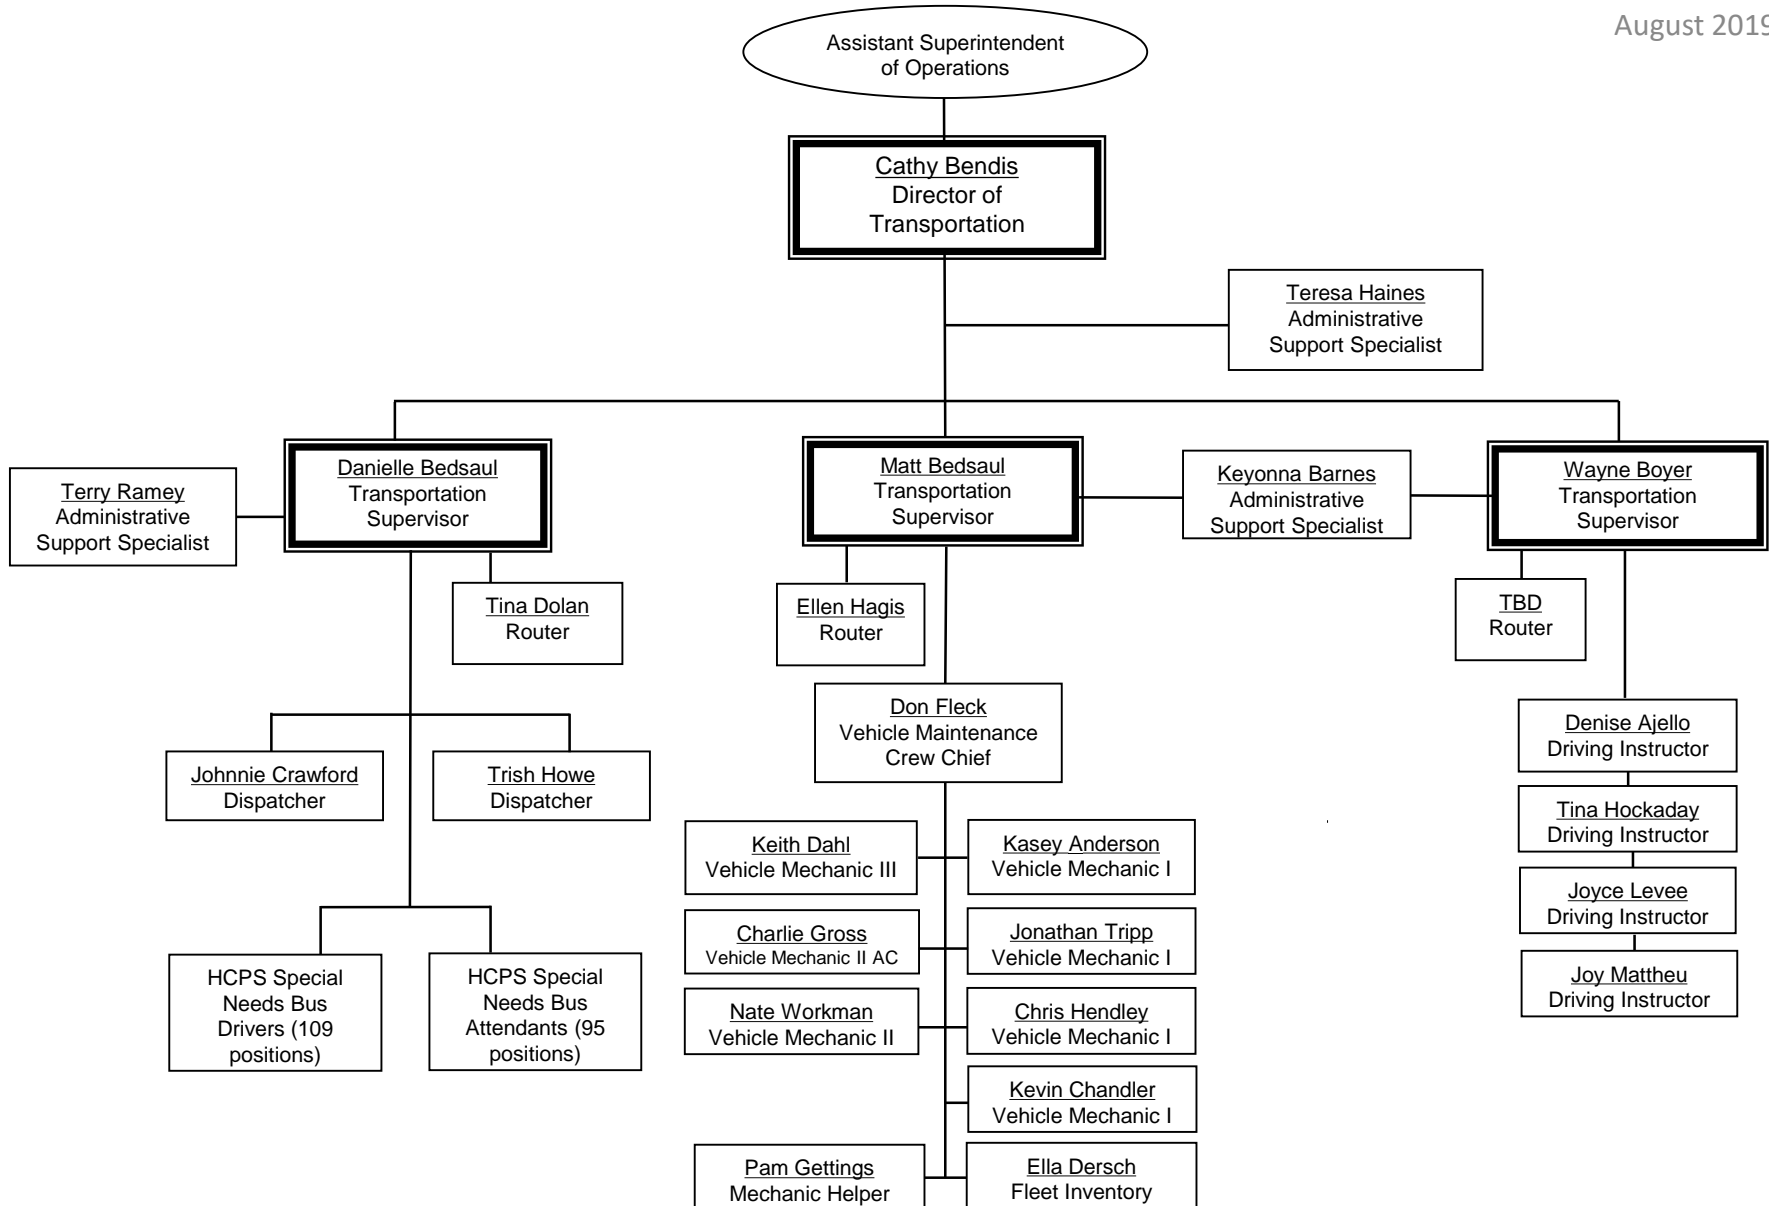 August 2019
Assistant Superintendent
of Operations
Cathy Bendis
Director of
Transportation
Teresa Haines
Administrative
Support Specialist
Terry Ramey
Administrative
Support Specialist
Danielle Bedsaul
Transportation
Supervisor
Matt Bedsaul
Transportation
Supervisor
Keyonna Barnes
Administrative
Support Specialist
Wayne Boyer
Transportation
Supervisor
Tina Dolan
Router
Ellen Hagis
Router
TBD
Router
Don Fleck
Vehicle Maintenance
Crew Chief
Johnnie Crawford
Dispatcher
Trish Howe
Dispatcher
Denise Ajello
Driving Instructor
Tina Hockaday
Driving Instructor
Joyce Levee
Driving Instructor
Joy Mattheu
Driving Instructor
Keith Dahl
Vehicle Mechanic III
Kasey Anderson
Vehicle Mechanic I
Charlie Gross
Vehicle Mechanic II AC
Jonathan Tripp
Vehicle Mechanic I
Nate Workman
Vehicle Mechanic II
Chris Hendley
Vehicle Mechanic I
Kevin Chandler
Vehicle Mechanic I
Pam Gettings
Mechanic Helper
Ella Dersch
Fleet Inventory
HCPS Special
Needs Bus
Drivers (109
positions)
HCPS Special
Needs Bus
Attendants (95
positions)